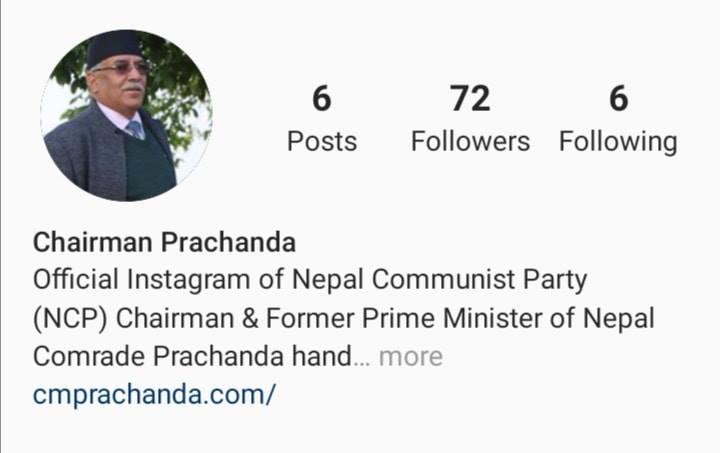 6 72 6
Posts Followers Following
Chairman Prachanda
Official Instagram of Nepal Communist Party
(NCP) Chairman & Former Prime Minister of Nepal
Comrade Prachanda hand... more
cmprachanda.com/